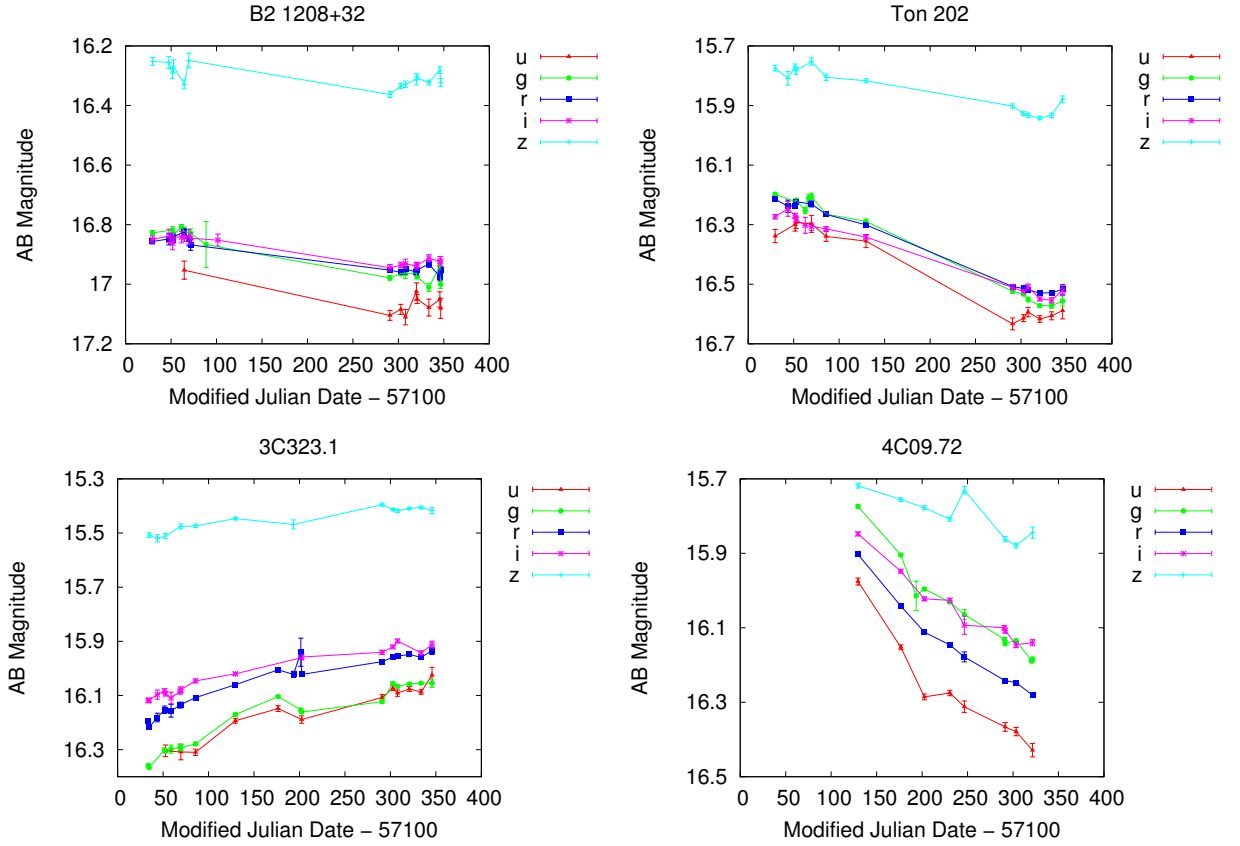 B2 1208+32
16.2
16.4
16.6
16.8
17
17.2
0 50 100 150 200 250 300 350 400
AB Magnitude
Modified Julian Date − 57100
u
g
r
i
z
Ton 202
15.7
15.9
16.1
16.3
16.5
16.7
0 50 100 150 200 250 300 350 400
AB Magnitude
Modified Julian Date − 57100
u
g
r
i
z
3C323.1
15.3
15.5
15.7
15.9
16.1
16.3
0 50 100 150 200 250 300 350 400
AB Magnitude
Modified Julian Date − 57100
u
g
r
i
z
4C09.72
15.7
15.9
16.1
16.3
16.5
0 50 100 150 200 250 300 350 400
AB Magnitude
Modified Julian Date − 57100
u
g
r
i
z